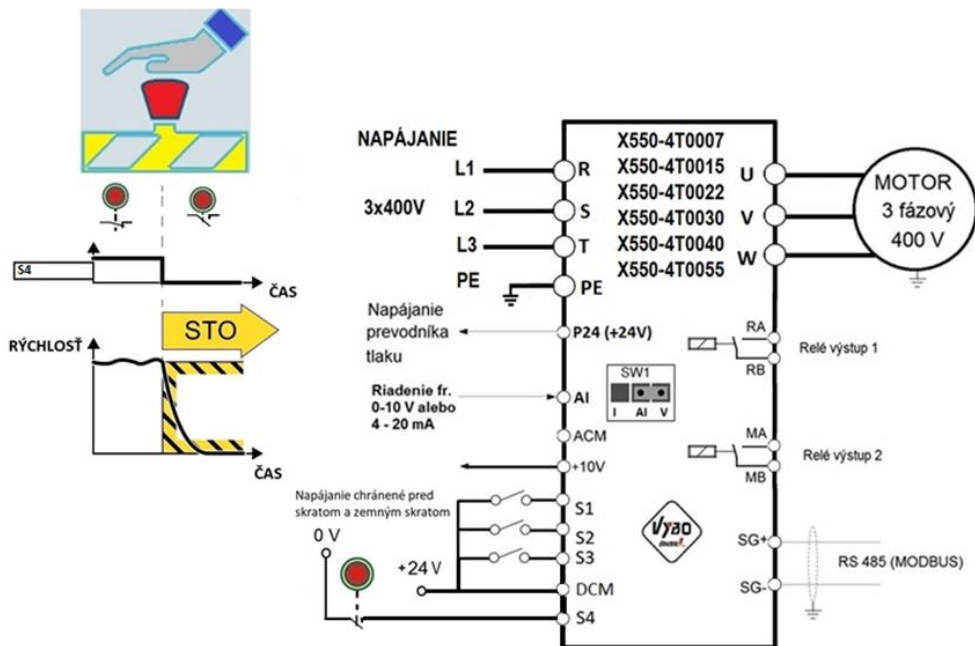 S4
ČAS
STO
RÝCHLOSŤ
ČAS
NAPÁJANIE
L1
3x400V
L2
L3
PE
R
S
T
PE
X550-4T0007
X550-4T0015
X550-4T0022
X550-4T0030
X550-4T0040
X550-4T0055
U
V
W
MOTOR
3 fázový
400 V
Napájanie
prevodníka
tlaku
P24 (+24V)
Riadenie fr.
0-10 V alebo
4 - 20 mA
AI
SW1
I AI V
ACM
+10V
RA
RB
Relé výstup 1
MA
MB
Relé výstup 2
Napájanie chránené pred
skratom a zemným skratom
0 V
+24 V
S1
S2
S3
DCM
S4
VYBO
SG+
SG-
RS 485 (MODBUS)